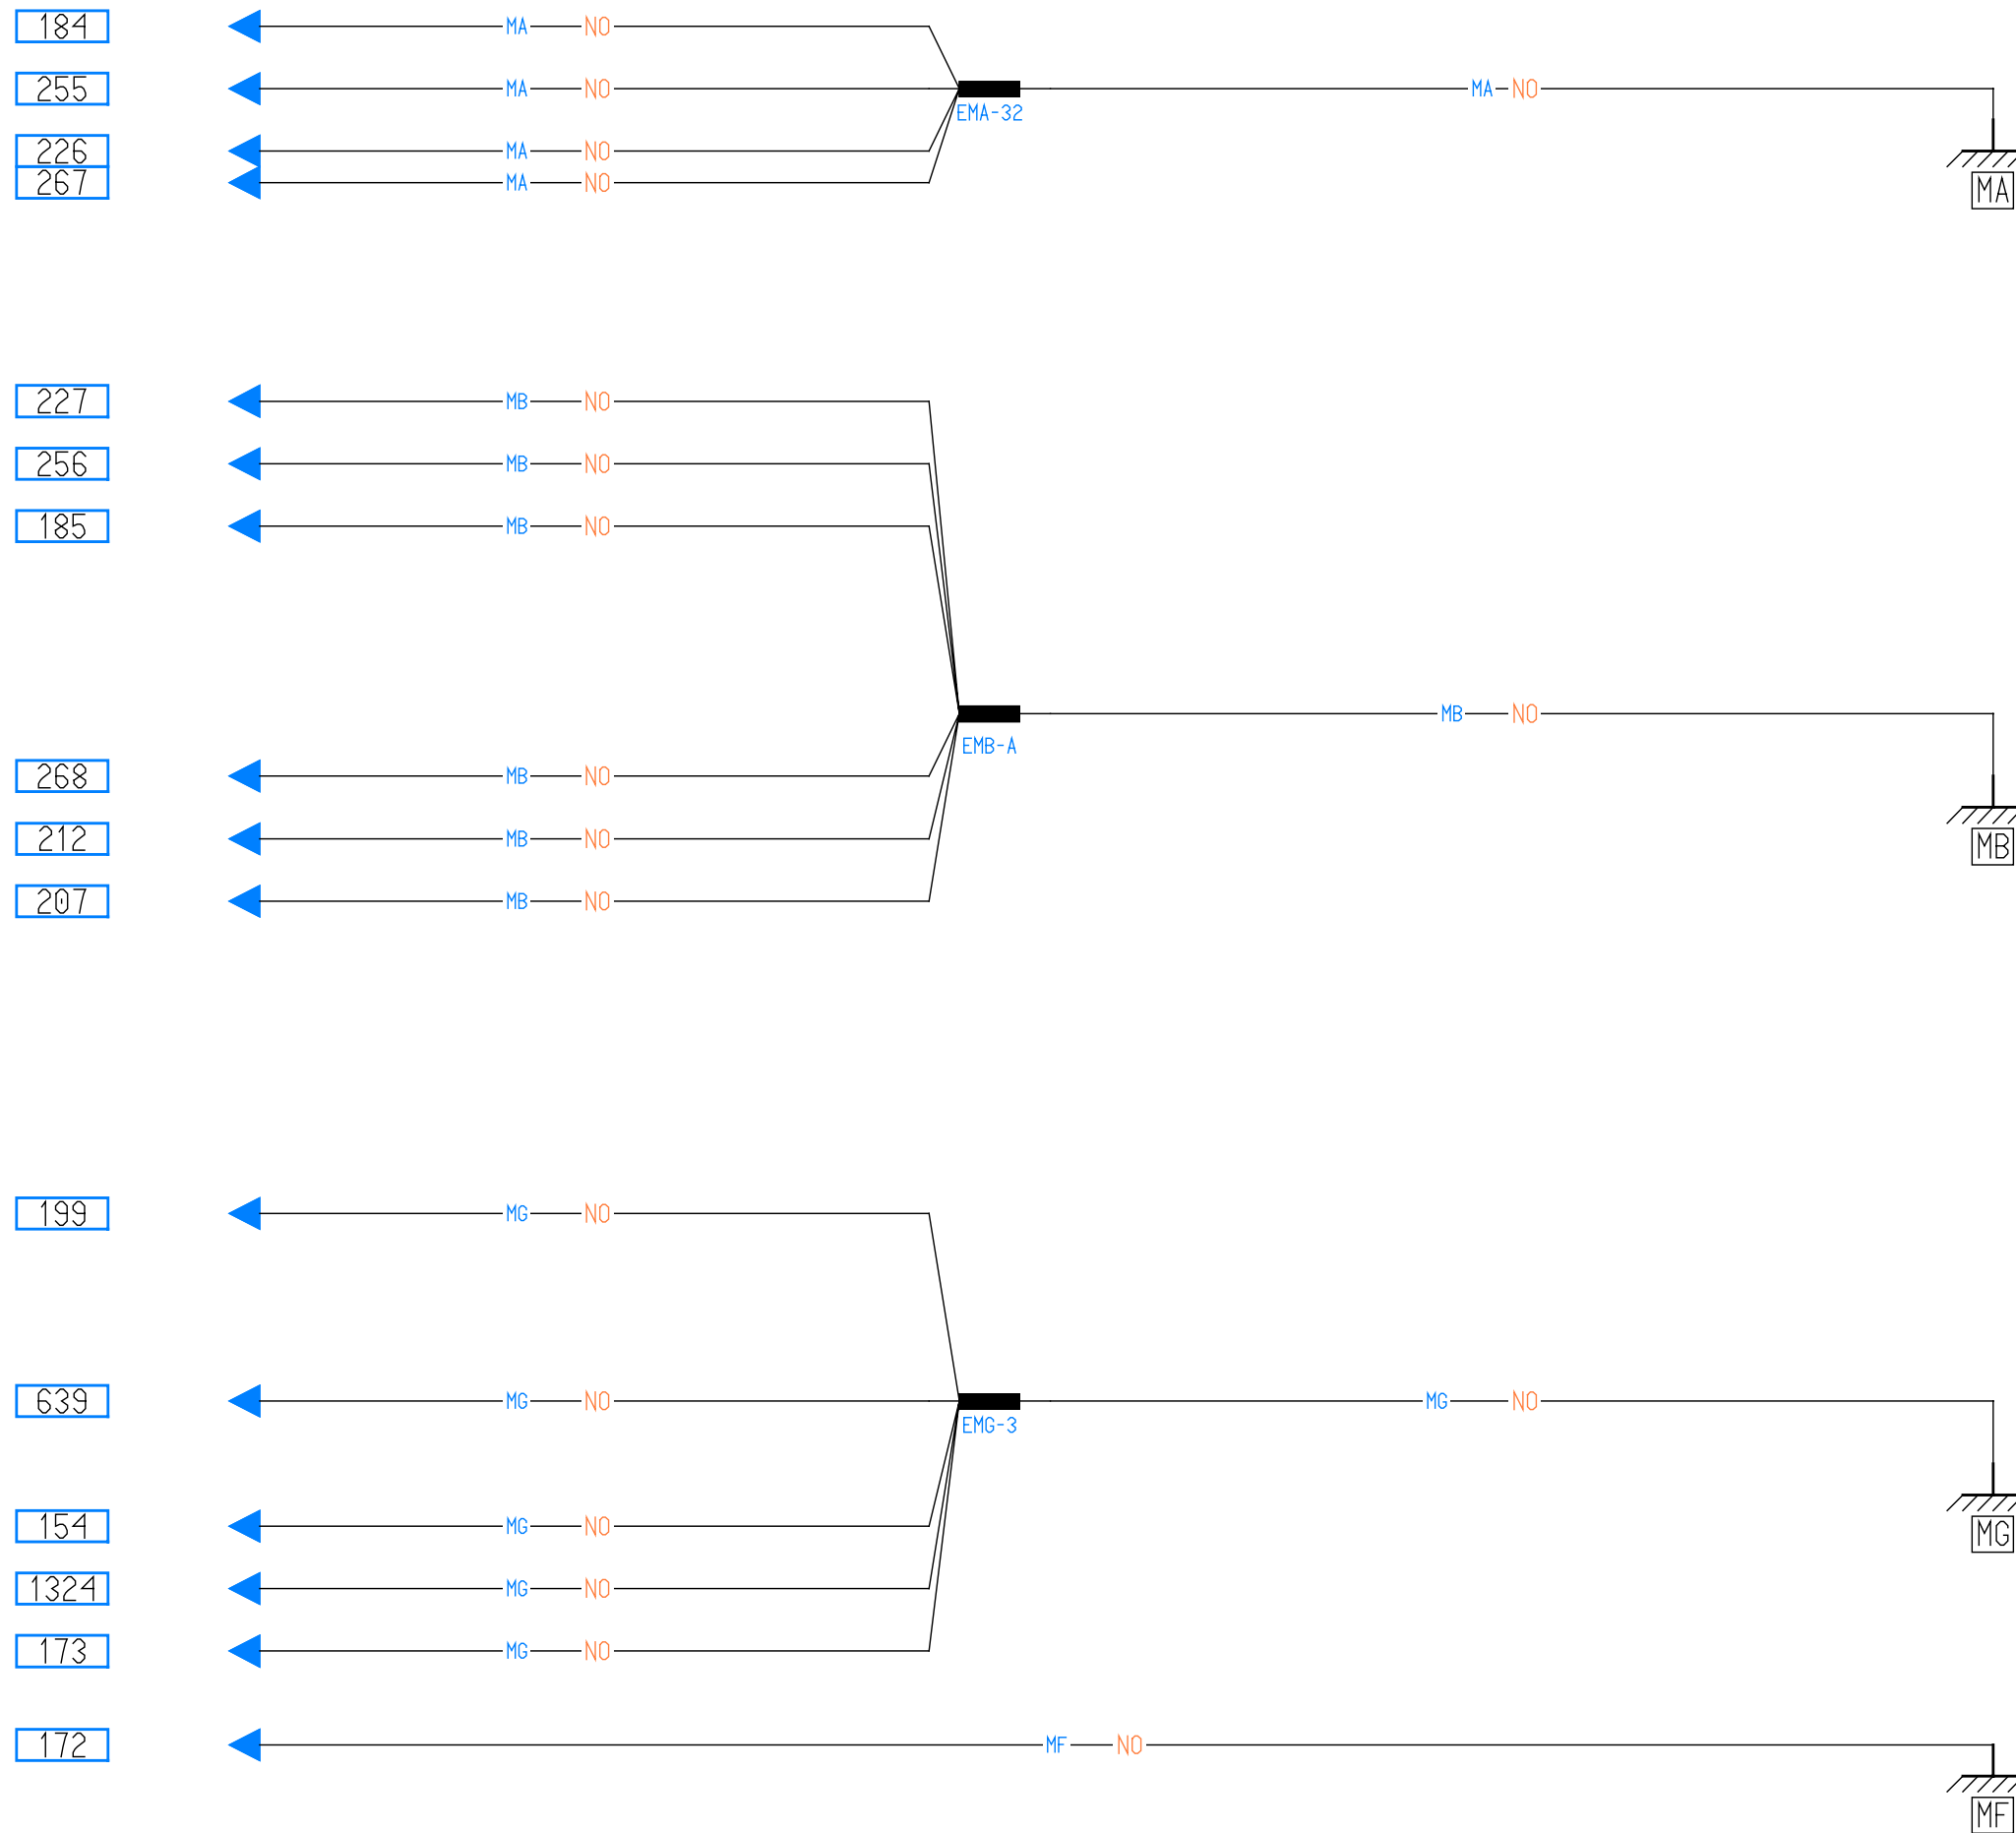 184 MA NO
255 MA NO MA NO
EMA-32
226 MA NO
267 MA NO
MA
227 MB NO
256 MB NO
185 MB NO
MB NO
EMB-A
268 MB NO
212 MB NO
MB
207 MB NO
199 MG NO
639 MG NO MG NO
EMG-3
154 MG NO
MG
1324 MG NO
173 MG NO
172 MF NO
MF